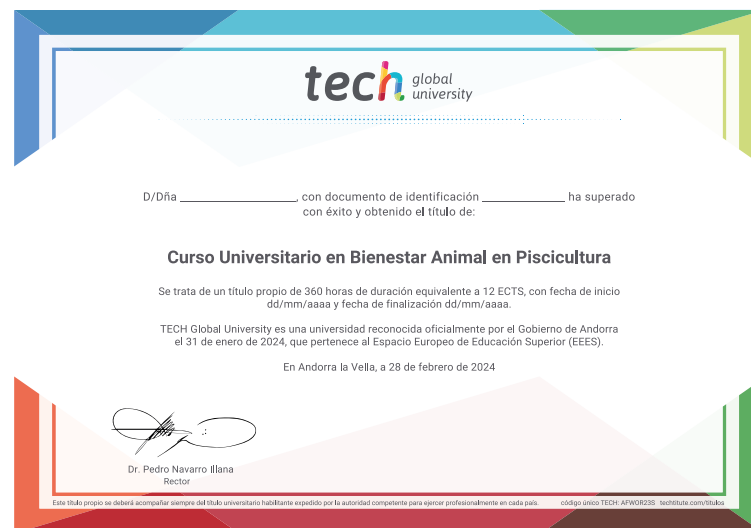 tech global university
D/Dña ____________, con documento de identificación ____________ ha superado
con éxito y obtenido el título de:
Curso Universitario en Bienestar Animal en Piscicultura
Se trata de un título propio de 360 horas de duración equivalente a 12 ECTS, con fecha de inicio
dd/mm/aaaa y fecha de finalización dd/mm/aaaa.
TECH Global University es una universidad reconocida oficialmente por el Gobierno de Andorra
el 31 de enero de 2024, que pertenece al Espacio Europeo de Educación Superior (EEES).
En Andorra la Vella, a 28 de febrero de 2024
Dr. Pedro Navarro Illana
Rector
Este título propio se deberá acompañar siempre del título universitario habilitante expedido por la autoridad competente para ejercer profesionalmente en cada país. código único TECH: AFWOR23S techtitute.com/titulos